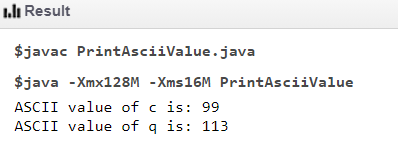 Result
$javac PrintAsciiValue.java
$java -Xmx128M -Xms16M PrintAsciiValue
ASCII value of c is: 99
ASCII value of q is: 113